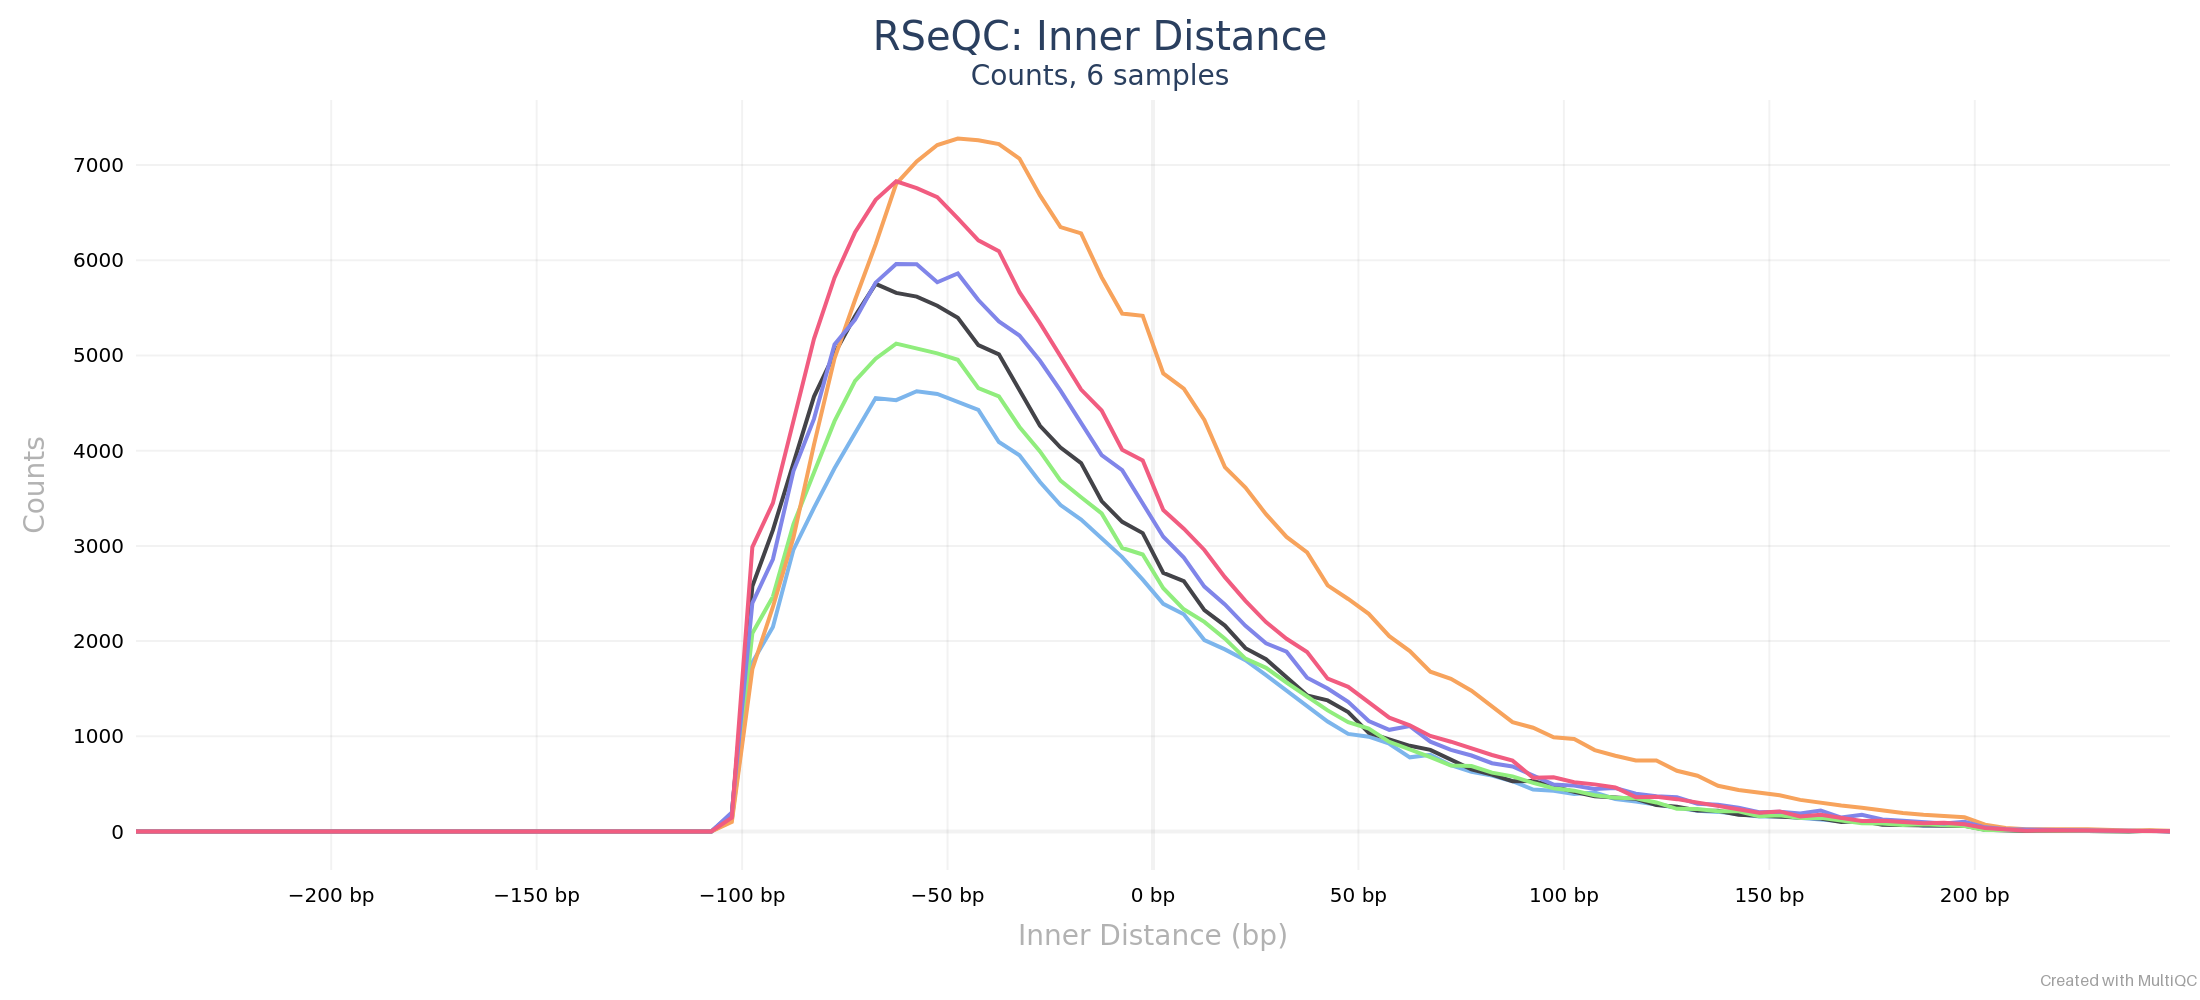 RSeQC: Inner Distance
Counts, 6 samples
7000
6000
5000
4000
3000
2000
1000
0
Counts
−200 bp
−150 bp
−100 bp
−50 bp
0 bp
50 bp
100 bp
150 bp
200 bp
Inner Distance (bp)
Created with MultiQC